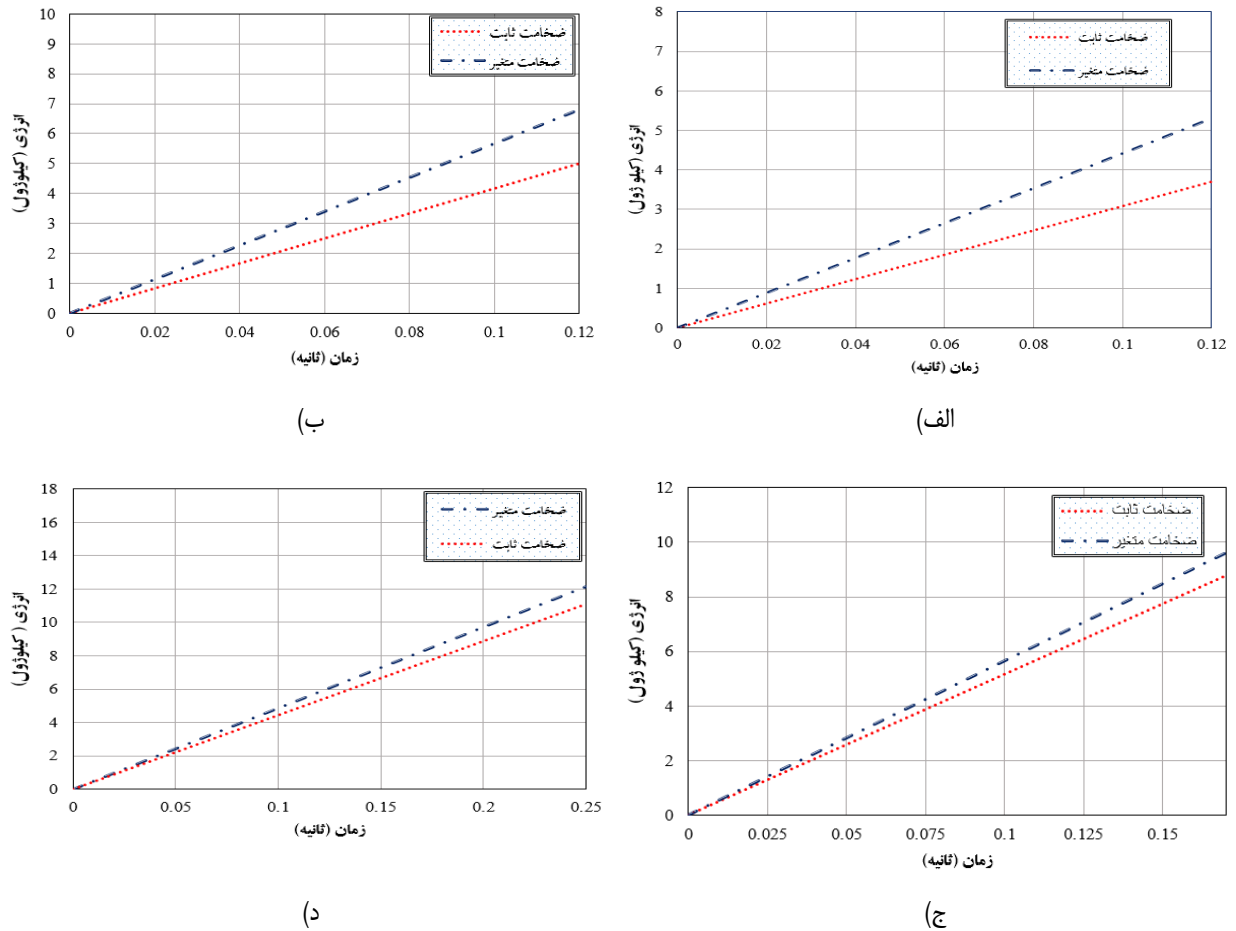 8
7
6
5
4
3
2
1
0
انرژی (کیلو ژول)
ضخامت ثابت
ضخامت متغیر
0 0.02 0.04 0.06 0.08 0.1 0.12
زمان (ثانیه)
الف)
10
9
8
7
6
5
4
3
2
1
0
انرژی (کیلوژول)
ضخامت ثابت
ضخامت متغیر
0 0.02 0.04 0.06 0.08 0.1 0.12
زمان (ثانیه)
ب)
12
10
8
6
4
2
0
انرژی (کیلو ژول)
ضخامت ثابت
ضخامت متغیر
0 0.025 0.05 0.075 0.1 0.125 0.15
زمان (ثانیه)
ج)
18
16
14
12
10
8
6
4
2
0
انرژی ( کیلوژول)
ضخامت متغیر
ضخامت ثابت
0 0.05 0.1 0.15 0.2 0.25
زمان (ثانیه)
د)